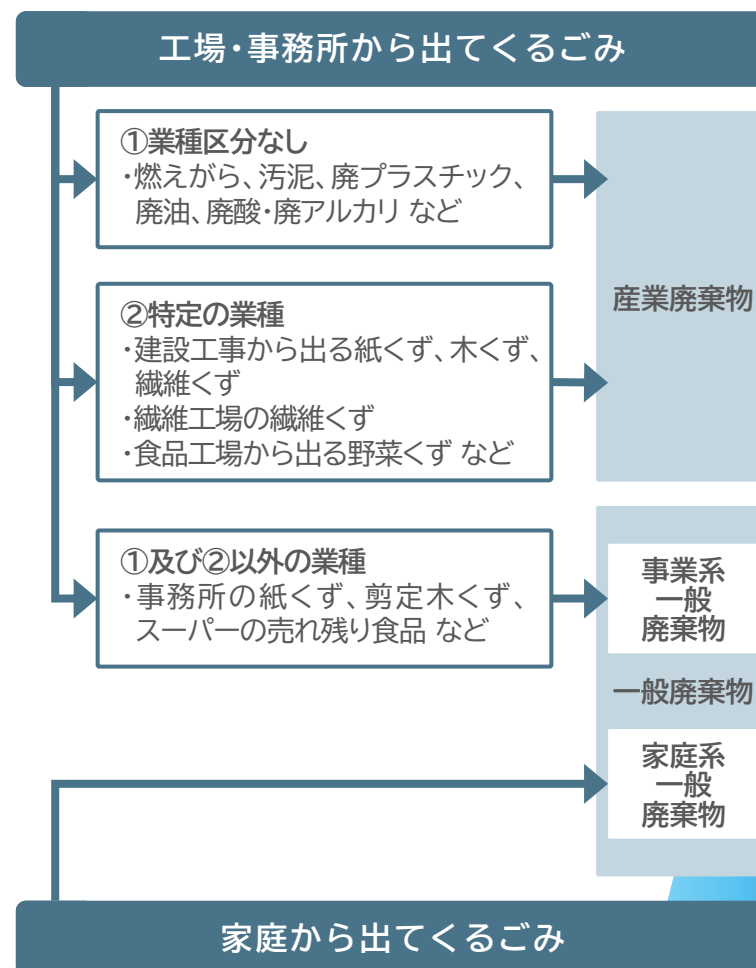 工場・事務所から出てくるごみ
①業種区分なし
・燃えがら、汚泥、廃プラスチック、
廃油、廃酸・廃アルカリ など
②特定の業種
・建設工事から出る紙くず、木くず、
繊維くず
・繊維工場の繊維くず
・食品工場から出る野菜くず など
産業廃棄物
①及び②以外の業種
・事務所の紙くず、剪定木くず、
スーパーの売れ残り食品 など
事業系
一般
廃棄物
一般廃棄物
家庭系
一般
廃棄物
家庭から出てくるごみ